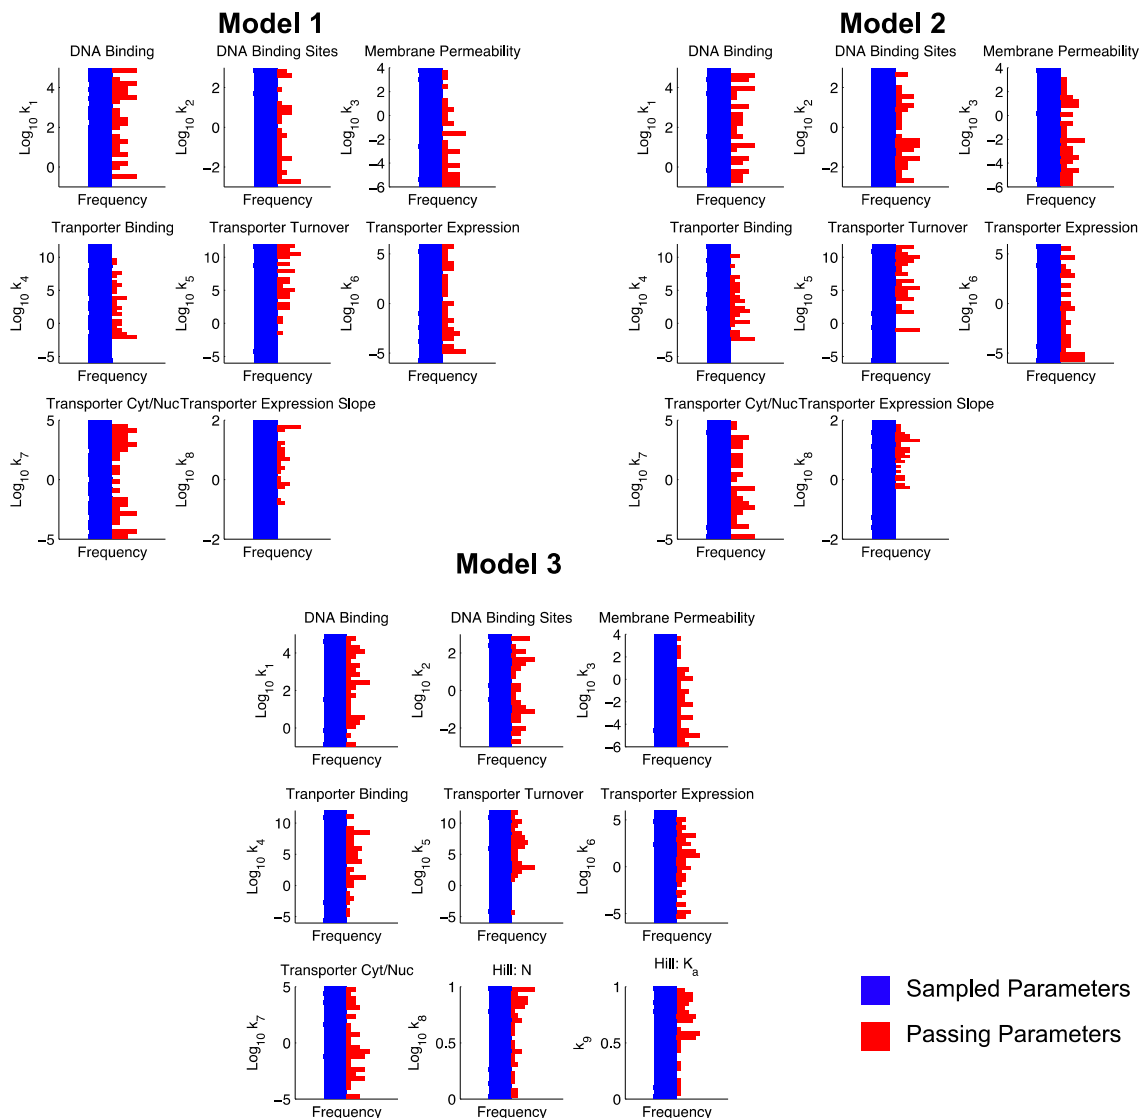 Model 1
DNA Binding
DNA Binding Sites
Membrane Permeability
4
2
0
Log10 k1
Frequency
2
0
−2
Log10 k2
Frequency
4
2
0
−2
−4
−6
Log10 k3
Frequency
Tranporter Binding
Transporter Turnover
Transporter Expression
10
5
0
−5
Log10 k4
Frequency
10
5
0
−5
Log10 k5
Frequency
5
0
−5
Log10 k6
Frequency
Transporter Cyt/Nuc
Transporter Expression Slope
5
0
−5
Log10 k7
Frequency
2
0
−2
Log10 k8
Frequency
Model 2
DNA Binding
DNA Binding Sites
Membrane Permeability
4
2
0
Log10 k1
Frequency
2
0
−2
Log10 k2
Frequency
4
2
0
−2
−4
−6
Log10 k3
Frequency
Tranporter Binding
Transporter Turnover
Transporter Expression
10
5
0
−5
Log10 k4
Frequency
10
5
0
−5
Log10 k5
Frequency
5
0
−5
Log10 k6
Frequency
Transporter Cyt/Nuc
Transporter Expression Slope
5
0
−5
Log10 k7
Frequency
2
0
−2
Log10 k8
Frequency
Model 3
DNA Binding
DNA Binding Sites
Membrane Permeability
4
2
0
Log10 k1
Frequency
2
0
−2
Log10 k2
Frequency
4
2
0
−2
−4
−6
Log10 k3
Frequency
Tranporter Binding
Transporter Turnover
Transporter Expression
10
5
0
−5
Log10 k4
Frequency
10
5
0
−5
Log10 k5
Frequency
5
0
−5
Log10 k6
Frequency
Transporter Cyt/Nuc
Hill: N
Hill: Ka
5
0
−5
Log10 k7
Frequency
1
0.5
0
Log10 k8
Frequency
1
0.5
0
k9
Frequency
Sampled Parameters
Passing Parameters